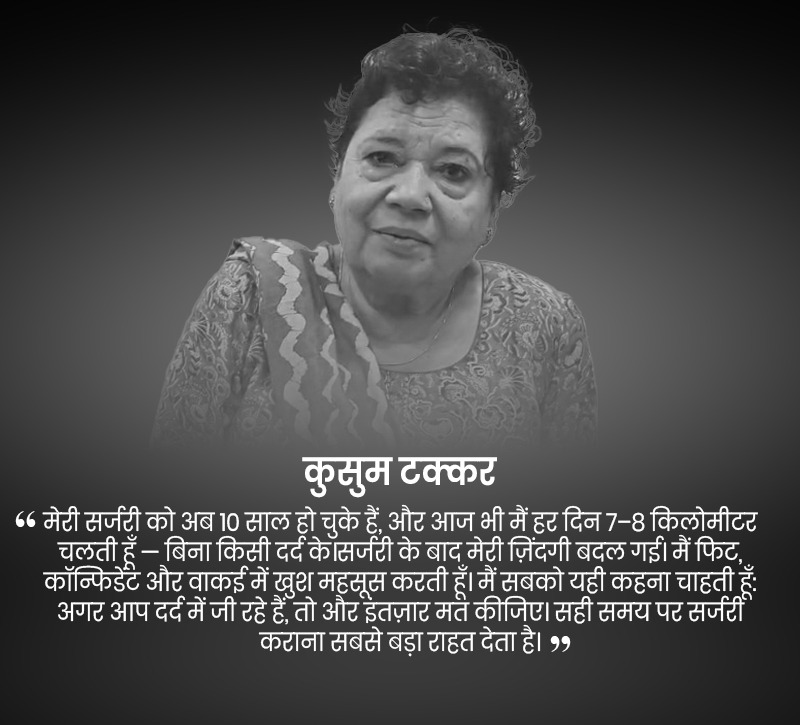 कुसुम टक्कर
“ मेरी सर्जरी को अब 10 साल हो चुके हैं, और आज भी मैं हर दिन 7–8 किलोमीटर
चलती हूँ — बिना किसी दर्द के।सर्जरी के बाद मेरी ज़िंदगी बदल गई। मैं फिट,
कॉन्फिडेंट और वाकई में खुश महसूस करती हूँ। मैं सबको यही कहना चाहती हूँ:
अगर आप दर्द में जी रहे हैं, तो और इंतज़ार मत कीजिए। सही समय पर सर्जरी
कराना सबसे बड़ा राहत देता है। ”